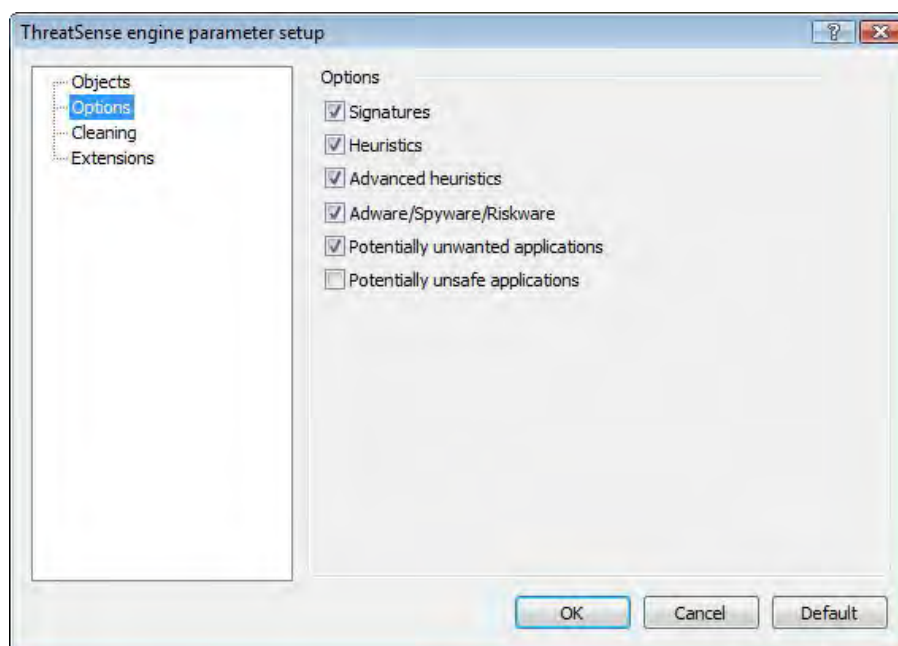 ThreatSense engine parameter setup
Objects
Options
Cleaning
Extensions
Options
Signatures
Heuristics
Advanced heuristics
Adware/Spyware/Riskware
Potentially unwanted applications
Potentially unsafe applications
OK
Cancel
Default